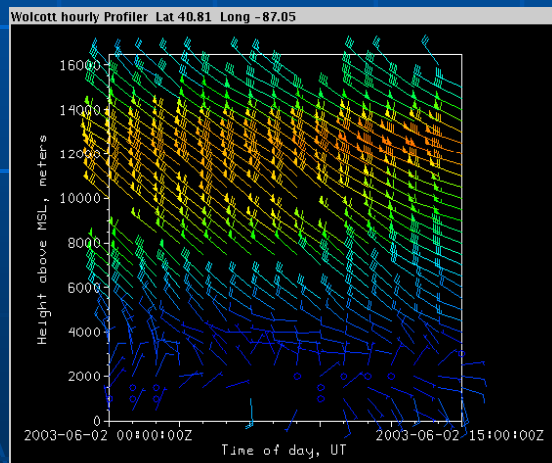 Wolcott hourly Profiler Lat 40.81 Long -87.05
Height above MSL, meters
16000
14000
12000
10000
8000
6000
4000
2000
0
2003-06-02 00:00:00Z
2003-06-02 15:00:00Z
Time of day, UT